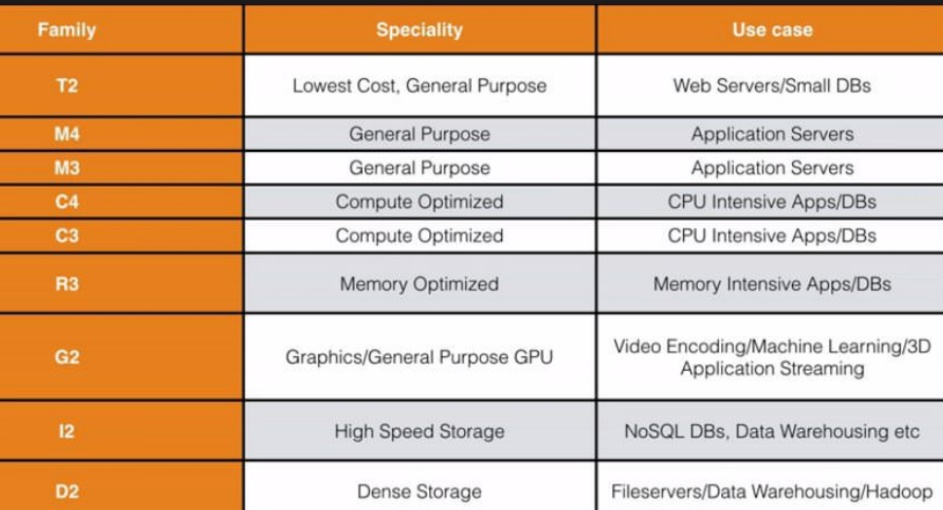 Family Speciality Use case
T2 Lowest Cost, General Purpose Web Servers/Small DBs
M4 General Purpose Application Servers
M3 General Purpose Application Servers
C4 Compute Optimized CPU Intensive Apps/DBs
C3 Compute Optimized CPU Intensive Apps/DBs
R3 Memory Optimized Memory Intensive Apps/DBs
G2 Graphics/General Purpose GPU Video Encoding/Machine Learning/3D
Application Streaming
I2 High Speed Storage NoSQL DBs, Data Warehousing etc
D2 Dense Storage Fileservers/Data Warehousing/Hadoop